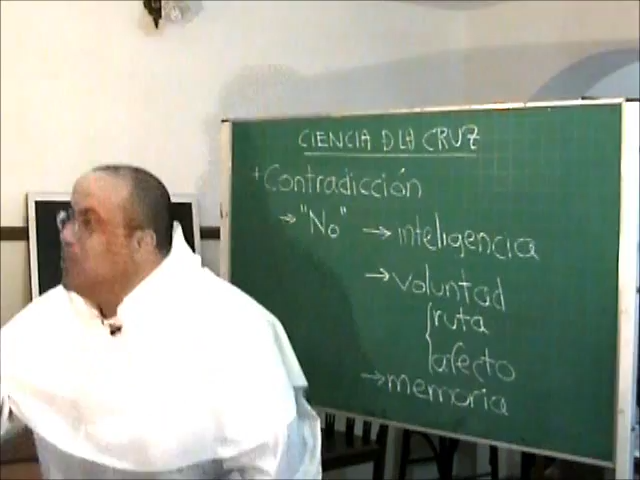 CIENCIA D LA CRUZ
+ Contradicción
→ "No" → inteligencia
→ voluntad
ruta
afecto
→ memoria